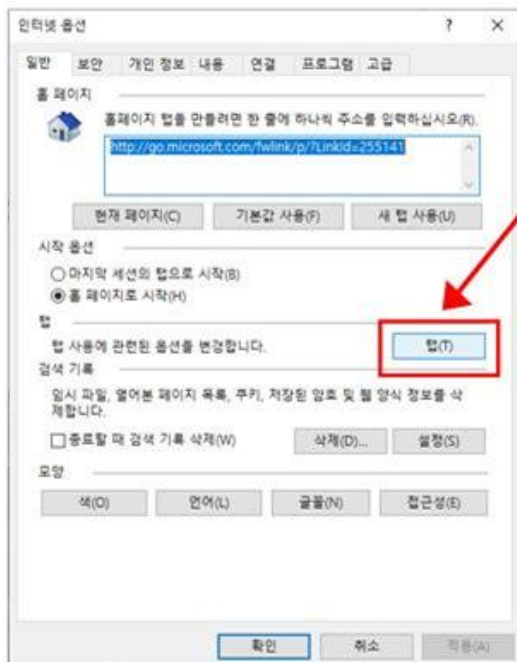 인터넷 옵션 ? ×
일반 보안 개인 정보 내용 연결 프로그램 고급
홈 페이지
홈페이지 탭을 만들려면 한 줄에 하나씩 주소를 입력하십시오(R).
http://go.microsoft.com/fwlink/p/?LinkId=255141
현재 페이지(C) 기본값 사용(F) 새 탭 사용(U)
시작 옵션
마지막 세션의 탭으로 시작(B)
홈 페이지로 시작(H)
탭
탭 사용에 관련된 옵션을 변경합니다. 탭(T)
검색 기록
임시 파일, 열어본 페이지 목록, 쿠키, 저장된 암호 및 웹 양식 정보를 삭
제합니다.
종료할 때 검색 기록 삭제(W) 삭제(D)... 설정(S)
모양
색(O) 언어(L) 글꼴(N) 접근성(E)
확인 취소 적용(A)